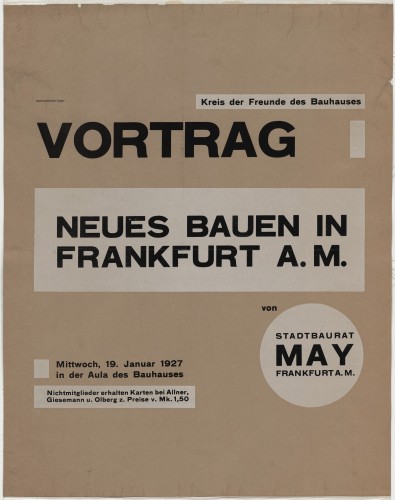 Kreis der Freunde des Bauhauses
VORTRAG
NEUES BAUEN IN
FRANKFURT A. M.
von
STADTBAURAT
MAY
FRANKFURT A. M.
Mittwoch, 19. Januar 1927
in der Aula des Bauhauses
Nichtmitglieder erhalten Karten bei Allner,
Giesemann u. Olberg z. Preise v. Mk. 1,50